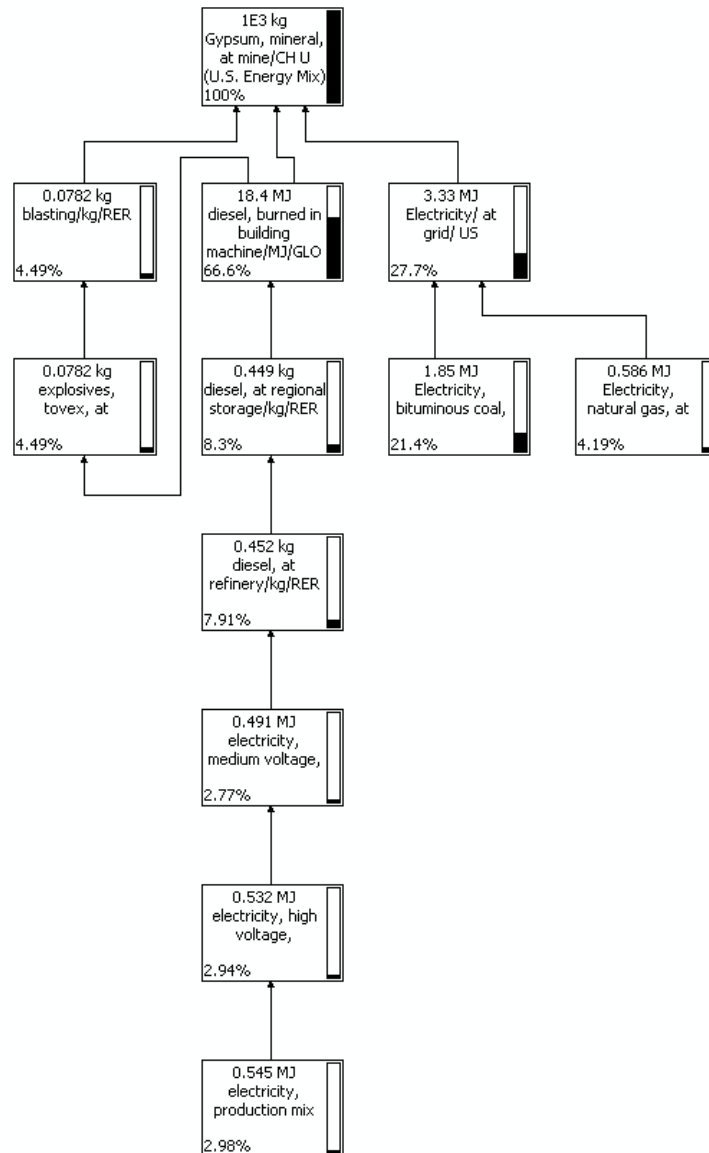 1E3 kg
Gypsum, mineral,
at mine/CH U
(U.S. Energy Mix)
100%
0.0782 kg
blasting/kg/RER
4.49%
18.4 MJ
diesel, burned in
building
machine/MJ/GLO
66.6%
3.33 MJ
Electricity/ at
grid/ US
27.7%
0.0782 kg
explosives,
tovex, at
4.49%
0.449 kg
diesel, at regional
storage/kg/RER
8.3%
1.85 MJ
Electricity,
bituminous coal,
21.4%
0.586 MJ
Electricity,
natural gas, at
4.19%
0.452 kg
diesel, at
refinery/kg/RER
7.91%
0.491 MJ
electricity,
medium voltage,
2.77%
0.532 MJ
electricity, high
voltage,
2.94%
0.545 MJ
electricity,
production mix
2.98%